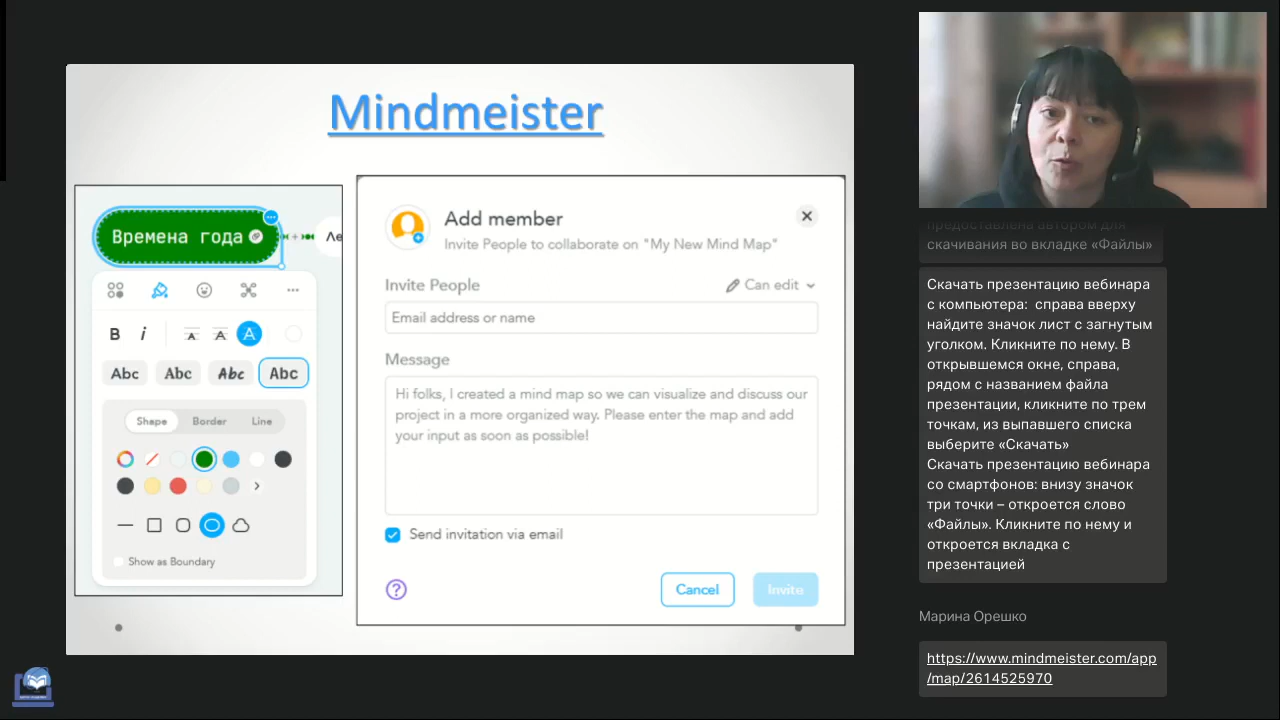 Mindmeister
Времена года
Ле
B i A A A
Abc Abc Abc Abc
Shape Border Line
Show as Boundary
Add member
Invite People to collaborate on "My New Mind Map"
Invite People
Can edit
Email address or name
Message
Hi folks, I created a mind map so we can visualize and discuss our
project in a more organized way. Please enter the map and add
your input as soon as possible!
Send invitation via email
?
Cancel
Invite
предоставлена автором для
скачивания во вкладке «Файлы»
Скачать презентацию вебинара
с компьютера: справа вверху
найдите значок лист с загнутым
уголком. Кликните по нему. В
открывшемся окне, справа,
рядом с названием файла
презентации, кликните по трем
точкам, из выпавшего списка
выберите «Скачать»
Скачать презентацию вебинара
со смартфонов: внизу значок
три точки – откроется слово
«Файлы». Кликните по нему и
откроется вкладка с
презентацией
Марина Орешко
https://www.mindmeister.com/app
/map/2614525970